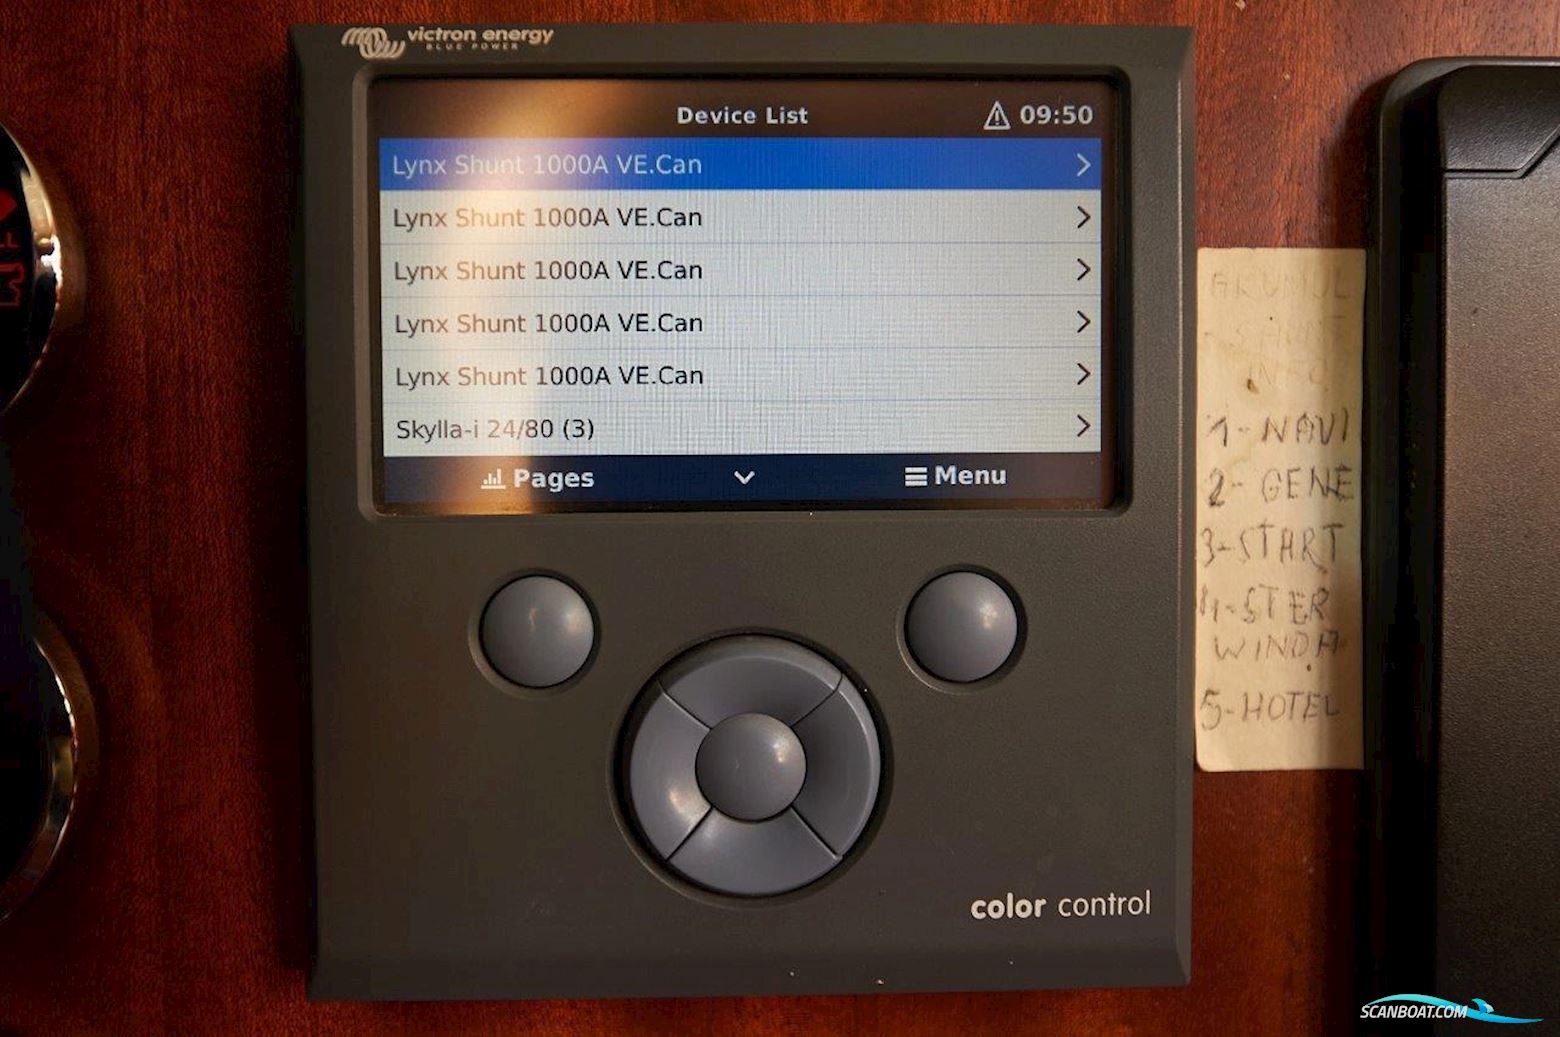 victron energy
BLUE POWER
Device List
09:50
Lynx Shunt 1000A VE.Can
Lynx Shunt 1000A VE.Can
Lynx Shunt 1000A VE.Can
Lynx Shunt 1000A VE.Can
Lynx Shunt 1000A VE.Can
Skylla-i 24/80 (3)
Pages
Menu
color control
1-NAVI
2-GENE
3-START
4-STER
WINDA
5-HOTEL
SCANBOAT.COM